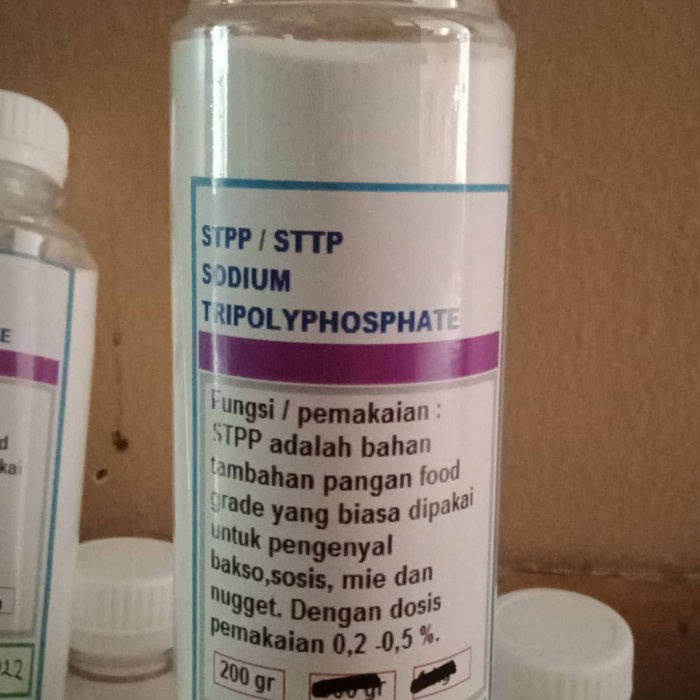 STPP / STTP
SODIUM
TRIPOLYPHOSPHATE
Fungsi / pemakaian :
STPP adalah bahan
tambahan pangan food
grade yang biasa dipakai
untuk pengenyal
bakso,sosis, mie dan
nugget. Dengan dosis
pemakaian 0,2 -0,5 %.
200 gr